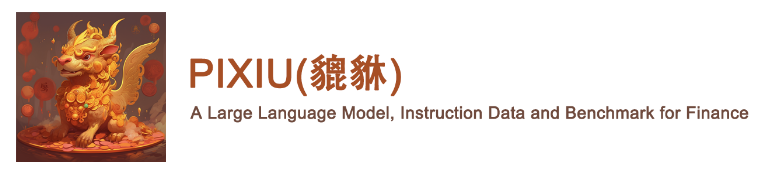 PIXIU(貔貅)
A Large Language Model, Instruction Data and Benchmark for Finance